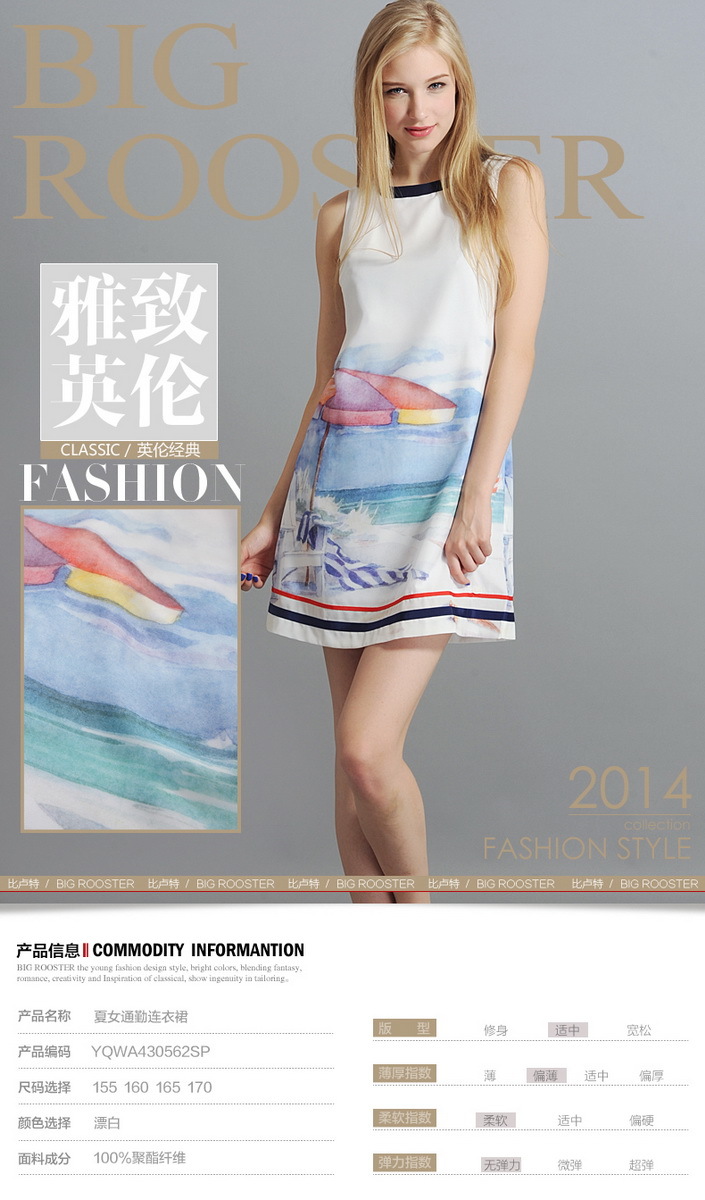 BIG
ROOSTER
雅致
英伦
CLASSIC / 英伦经典
FASHION
2014
collection
FASHION STYLE
比卢特 / BIG ROOSTER 比卢特 / BIG ROOSTER 比卢特 / BIG ROOSTER 比卢特 / BIG ROOSTER 比卢特 / BIG ROOSTER
产品信息 COMMODITY INFORMANTION
BIG ROOSTER the young fashion design style, bright colors, blending fantasy,
romance, creativity and Inspiration of classical, show ingenuity in tailoring。
产品名称 夏女通勤连衣裙
产品编码 YQWA430562SP
尺码选择 155 160 165 170
颜色选择 漂白
面料成分 100%聚酯纤维
版 型 修身 适中 宽松
薄厚指数 薄 偏薄 适中 偏厚
柔软指数 柔软 适中 偏硬
弹力指数 无弹力 微弹 超弹